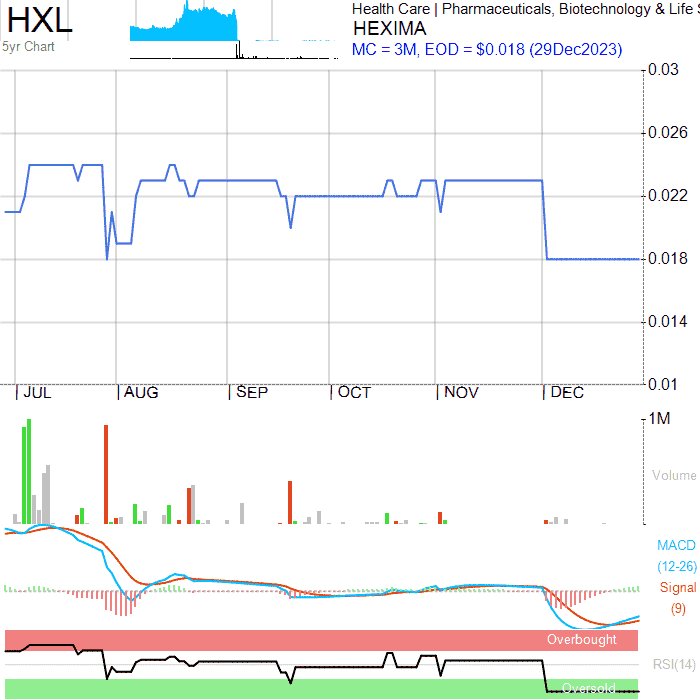 HXL
5yr Chart
Health Care | Pharmaceuticals, Biotechnology & Life S
HEXIMA
MC = 3M, EOD = $0.018 (29Dec2023)
0.03
0.026
0.022
0.018
0.014
0.01
JUL AUG SEP OCT NOV DEC
1M
Volume
MACD
(12-26)
Signal
(9)
Overbought
RSI(14)
Oversold